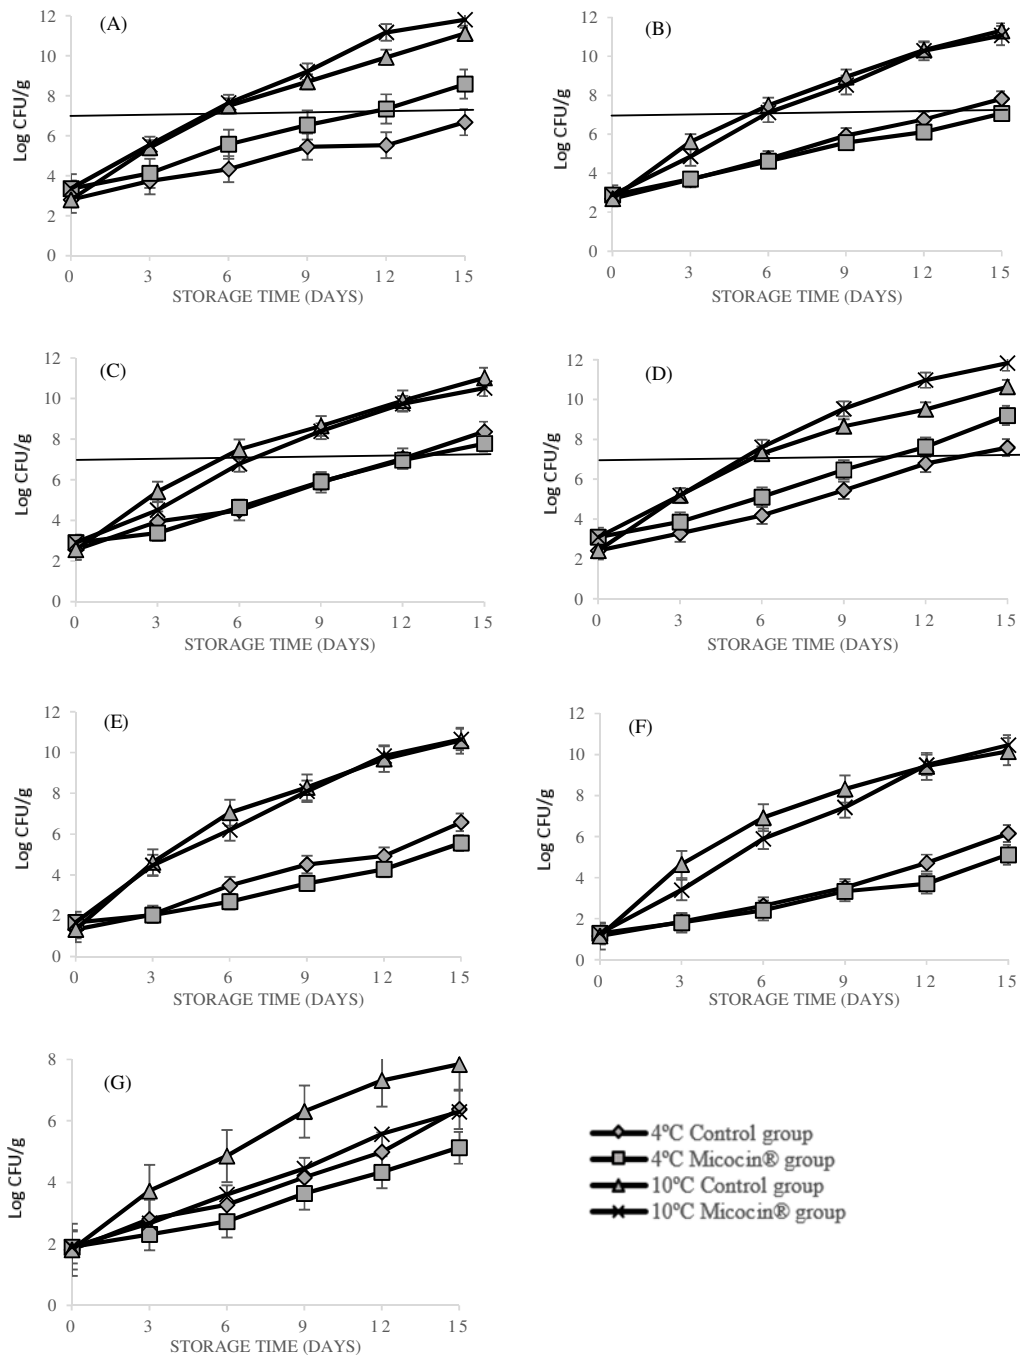 (A)
12
10
8
6
4
2
0
Log CFU/g
0 3 6 9 12 15
STORAGE TIME (DAYS)
(B)
12
10
8
6
4
2
0
Log CFU/g
0 3 6 9 12 15
STORAGE TIME (DAYS)
(C)
12
10
8
6
4
2
0
Log CFU/g
0 3 6 9 12 15
STORAGE TIME (DAYS)
(D)
12
10
8
6
4
2
0
Log CFU/g
0 3 6 9 12 15
STORAGE TIME (DAYS)
(E)
12
10
8
6
4
2
0
Log CFU/g
0 3 6 9 12 15
STORAGE TIME (DAYS)
(F)
12
10
8
6
4
2
0
Log CFU/g
0 3 6 9 12 15
STORAGE TIME (DAYS)
(G)
8
6
4
2
0
Log CFU/g
0 3 6 9 12 15
STORAGE TIME (DAYS)
4ºC Control group
4ºC Micocin® group
10ºC Control group
10ºC Micocin® group